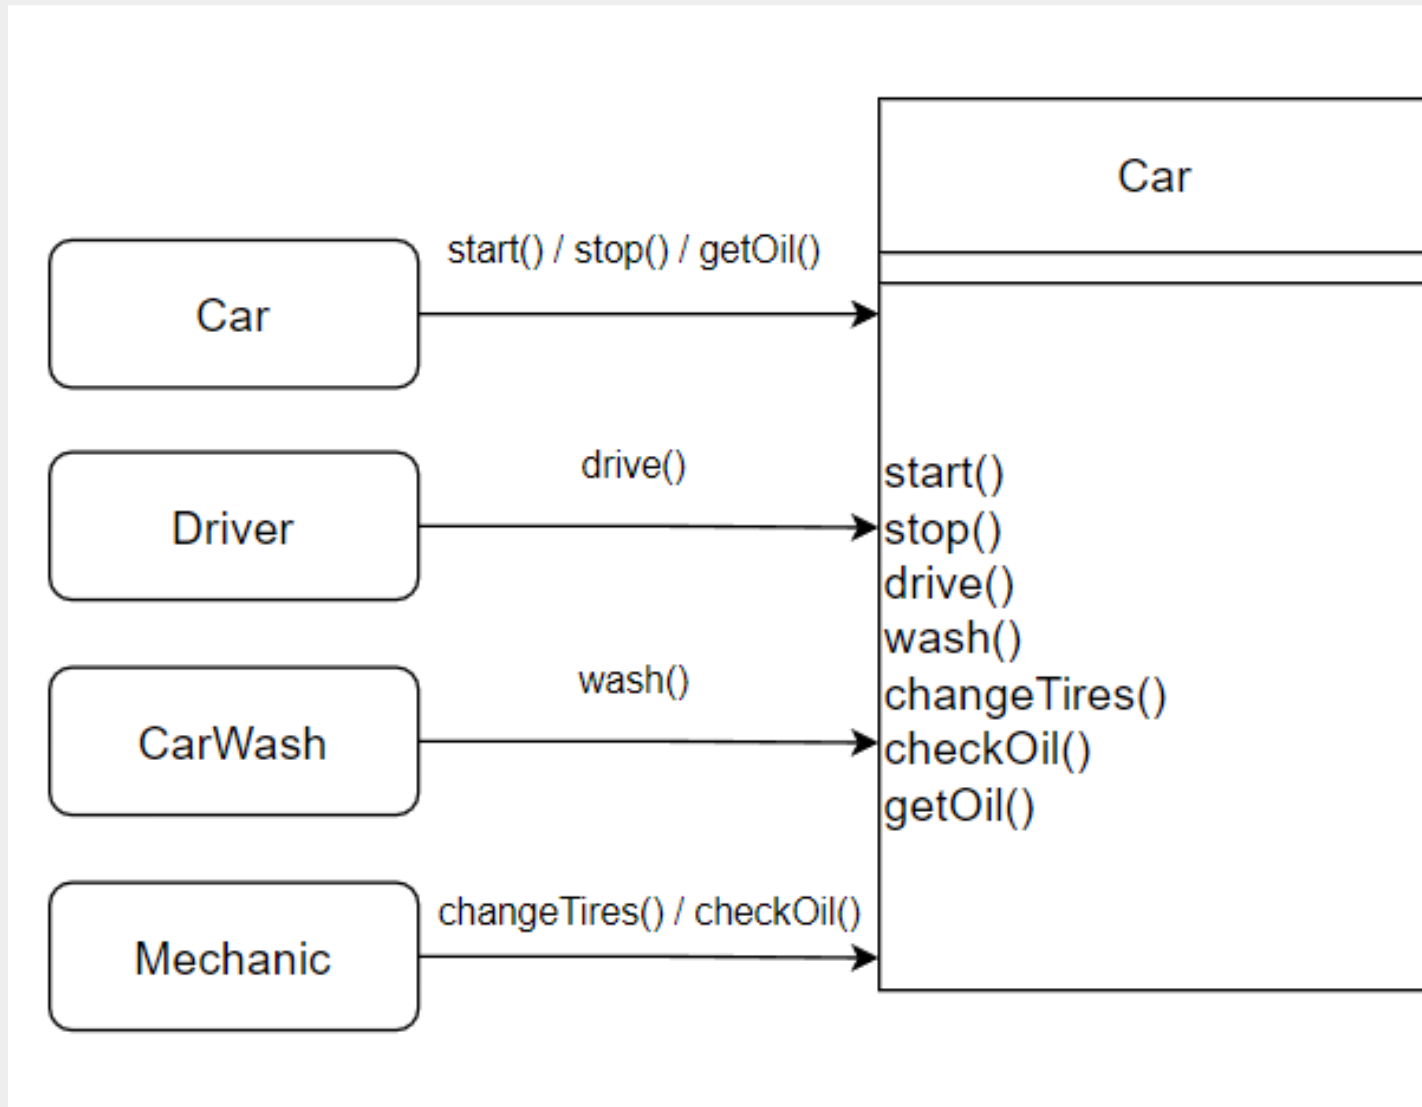 Car
start() / stop() / getOil()
Car
drive()
Driver
wash()
CarWash
changeTires() / checkOil()
Mechanic
start()
stop()
drive()
wash()
changeTires()
checkOil()
getOil()